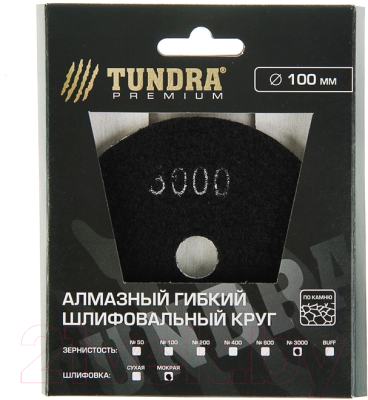 TUNDRA®
PREMIUM
Ø 100 ММ
3000
TUNDRA
ПО КАМНЮ
АЛМАЗНЫЙ ГИБКИЙ
ШЛИФОВАЛЬНЫЙ КРУГ
ЗЕРНИСТОСТЬ: № 50 № 100 № 200 № 400 № 800 № 3000 BUFF
ШЛИФОВКА: СУХАЯ МОКРАЯ